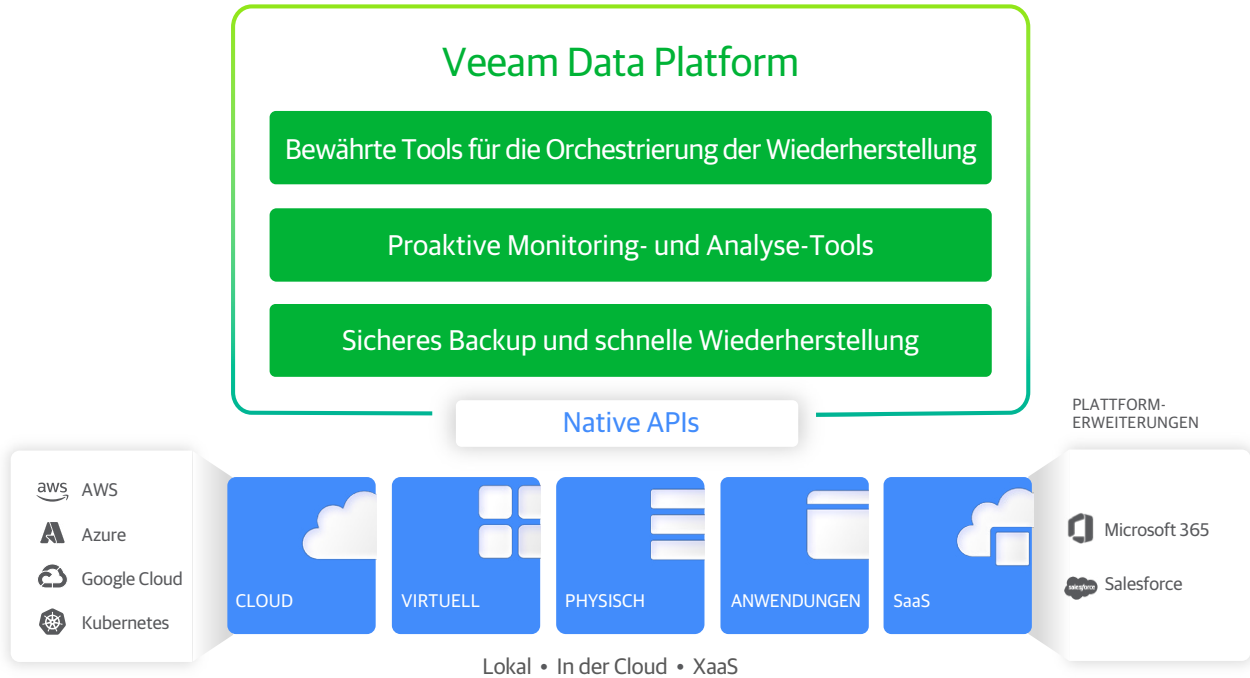 Veeam Data Platform
Bewährte Tools für die Orchestrierung der Wiederherstellung
Proaktive Monitoring- und Analyse-Tools
Sicheres Backup und schnelle Wiederherstellung
Native APIs
PLATTFORM-
ERWEITERUNGEN
aws AWS
Azure
Google Cloud
Kubernetes
CLOUD
VIRTUELL
PHYSISCH
ANWENDUNGEN
SaaS
Microsoft 365
salesforce Salesforce
Lokal • In der Cloud • XaaS